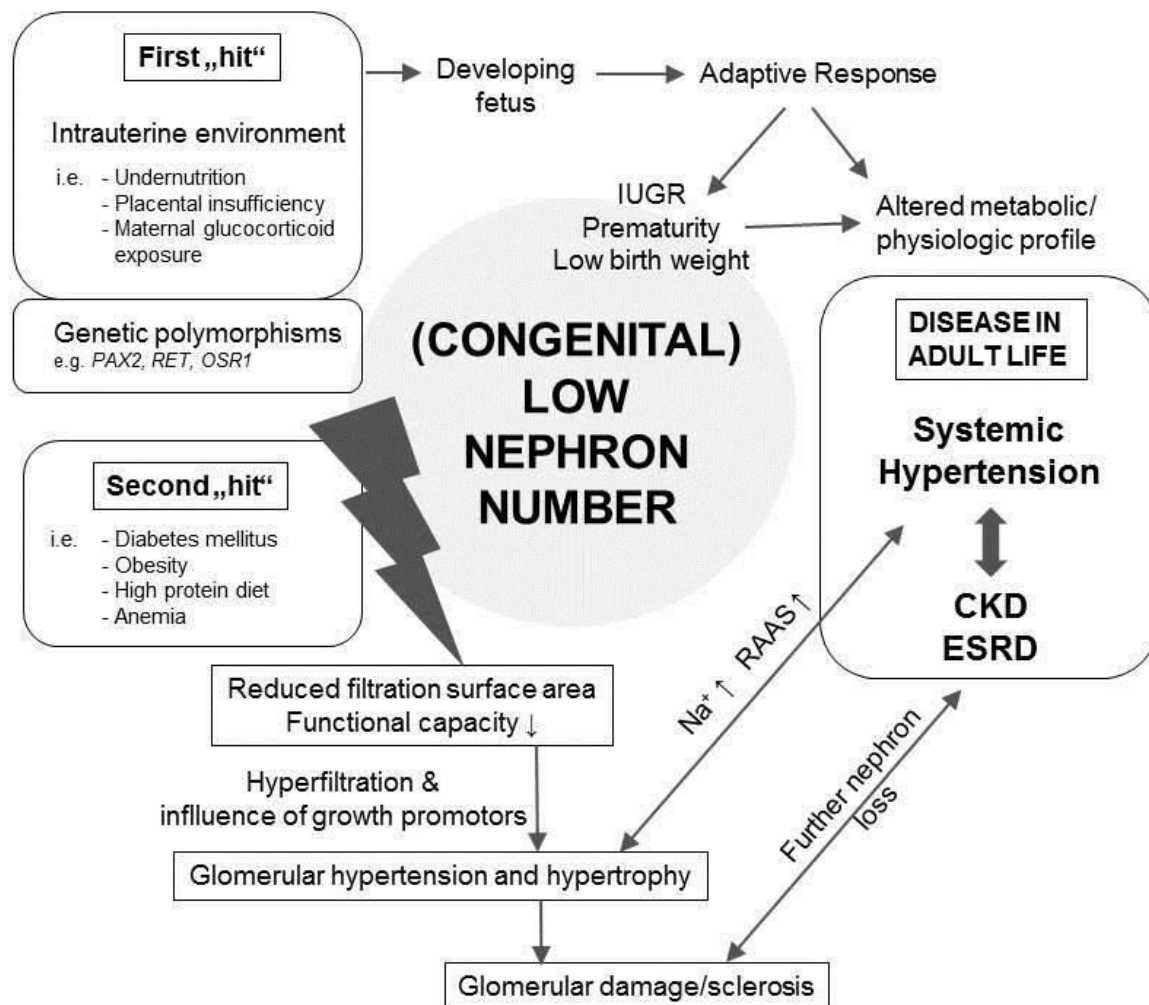 First „hit“
Intrauterine environment
i.e. - Undernutrition
- Placental insufficiency
- Maternal glucocorticoid
exposure
Genetic polymorphisms
e.g. PAX2, RET, OSR1
Developing
fetus
Adaptive Response
IUGR
Prematurity
Low birth weight
Altered metabolic/
physiologic profile
(CONGENITAL)
LOW
NEPHRON
NUMBER
DISEASE IN
ADULT LIFE
Systemic
Hypertension
CKD
ESRD
Second „hit“
i.e. - Diabetes mellitus
- Obesity
- High protein diet
- Anemia
Reduced filtration surface area
Functional capacity ↓
Hyperfiltration &
inflluence of growth promotors
Na⁺ ↑ RAAS ↑
Glomerular hypertension and hypertrophy
Further nephron
loss
Glomerular damage/sclerosis